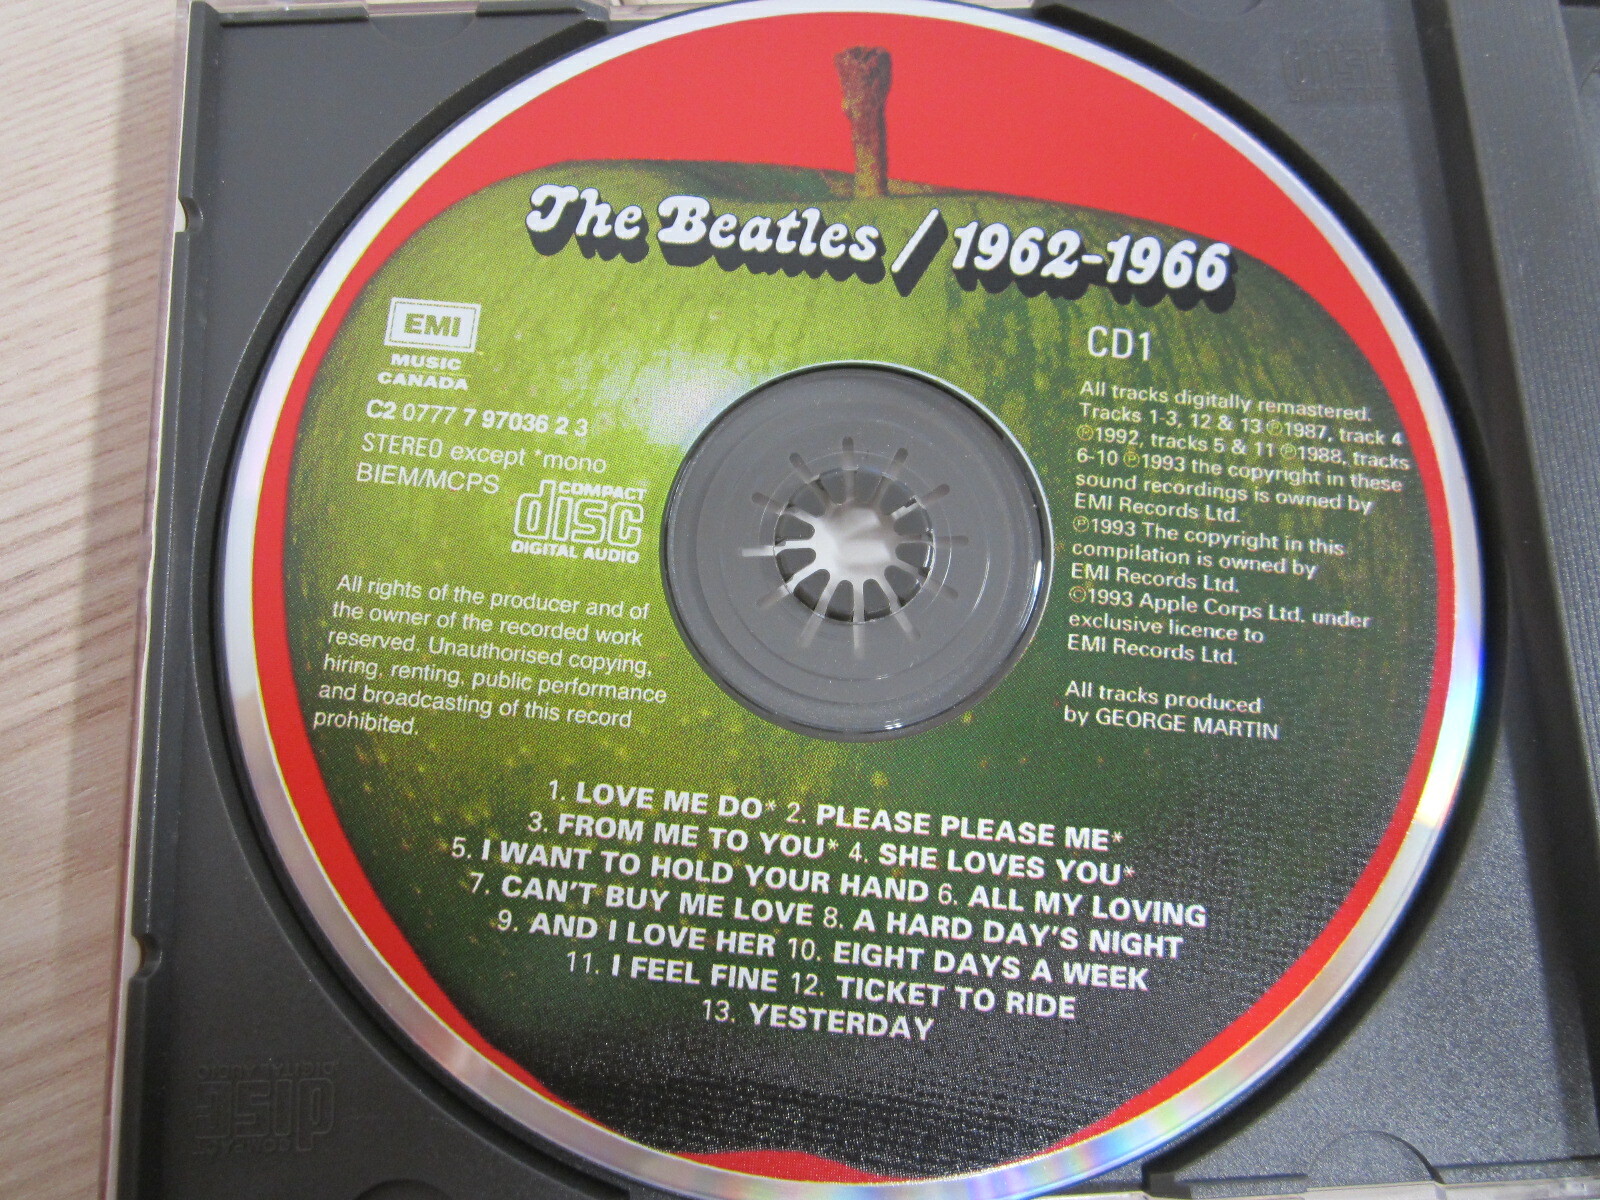 The Beatles / 1962-1966
EMI
MUSIC
CANADA
C2 0777 7 97036 2 3
STEREO except *mono
BIEM/MCPS
COMPACT
disc
DIGITAL AUDIO
All rights of the producer and of
the owner of the recorded work
reserved. Unauthorised copying,
hiring, renting, public performance
and broadcasting of this record
prohibited.
CD1
All tracks digitally remastered.
Tracks 1-3, 12 & 13 ℗1987, track 4
℗1992, tracks 5 & 11 ℗1988, tracks
6-10 ℗1993 the copyright in these
sound recordings is owned by
EMI Records Ltd.
℗1993 The copyright in this
compilation is owned by
EMI Records Ltd.
©1993 Apple Corps Ltd. under
exclusive licence to
EMI Records Ltd.
All tracks produced
by GEORGE MARTIN
1. LOVE ME DO* 2. PLEASE PLEASE ME*
3. FROM ME TO YOU* 4. SHE LOVES YOU*
5. I WANT TO HOLD YOUR HAND 6. ALL MY LOVING
7. CAN'T BUY ME LOVE 8. A HARD DAY'S NIGHT
9. AND I LOVE HER 10. EIGHT DAYS A WEEK
11. I FEEL FINE 12. TICKET TO RIDE
13. YESTERDAY
COMPACT
disc
DIGITAL AUDIO